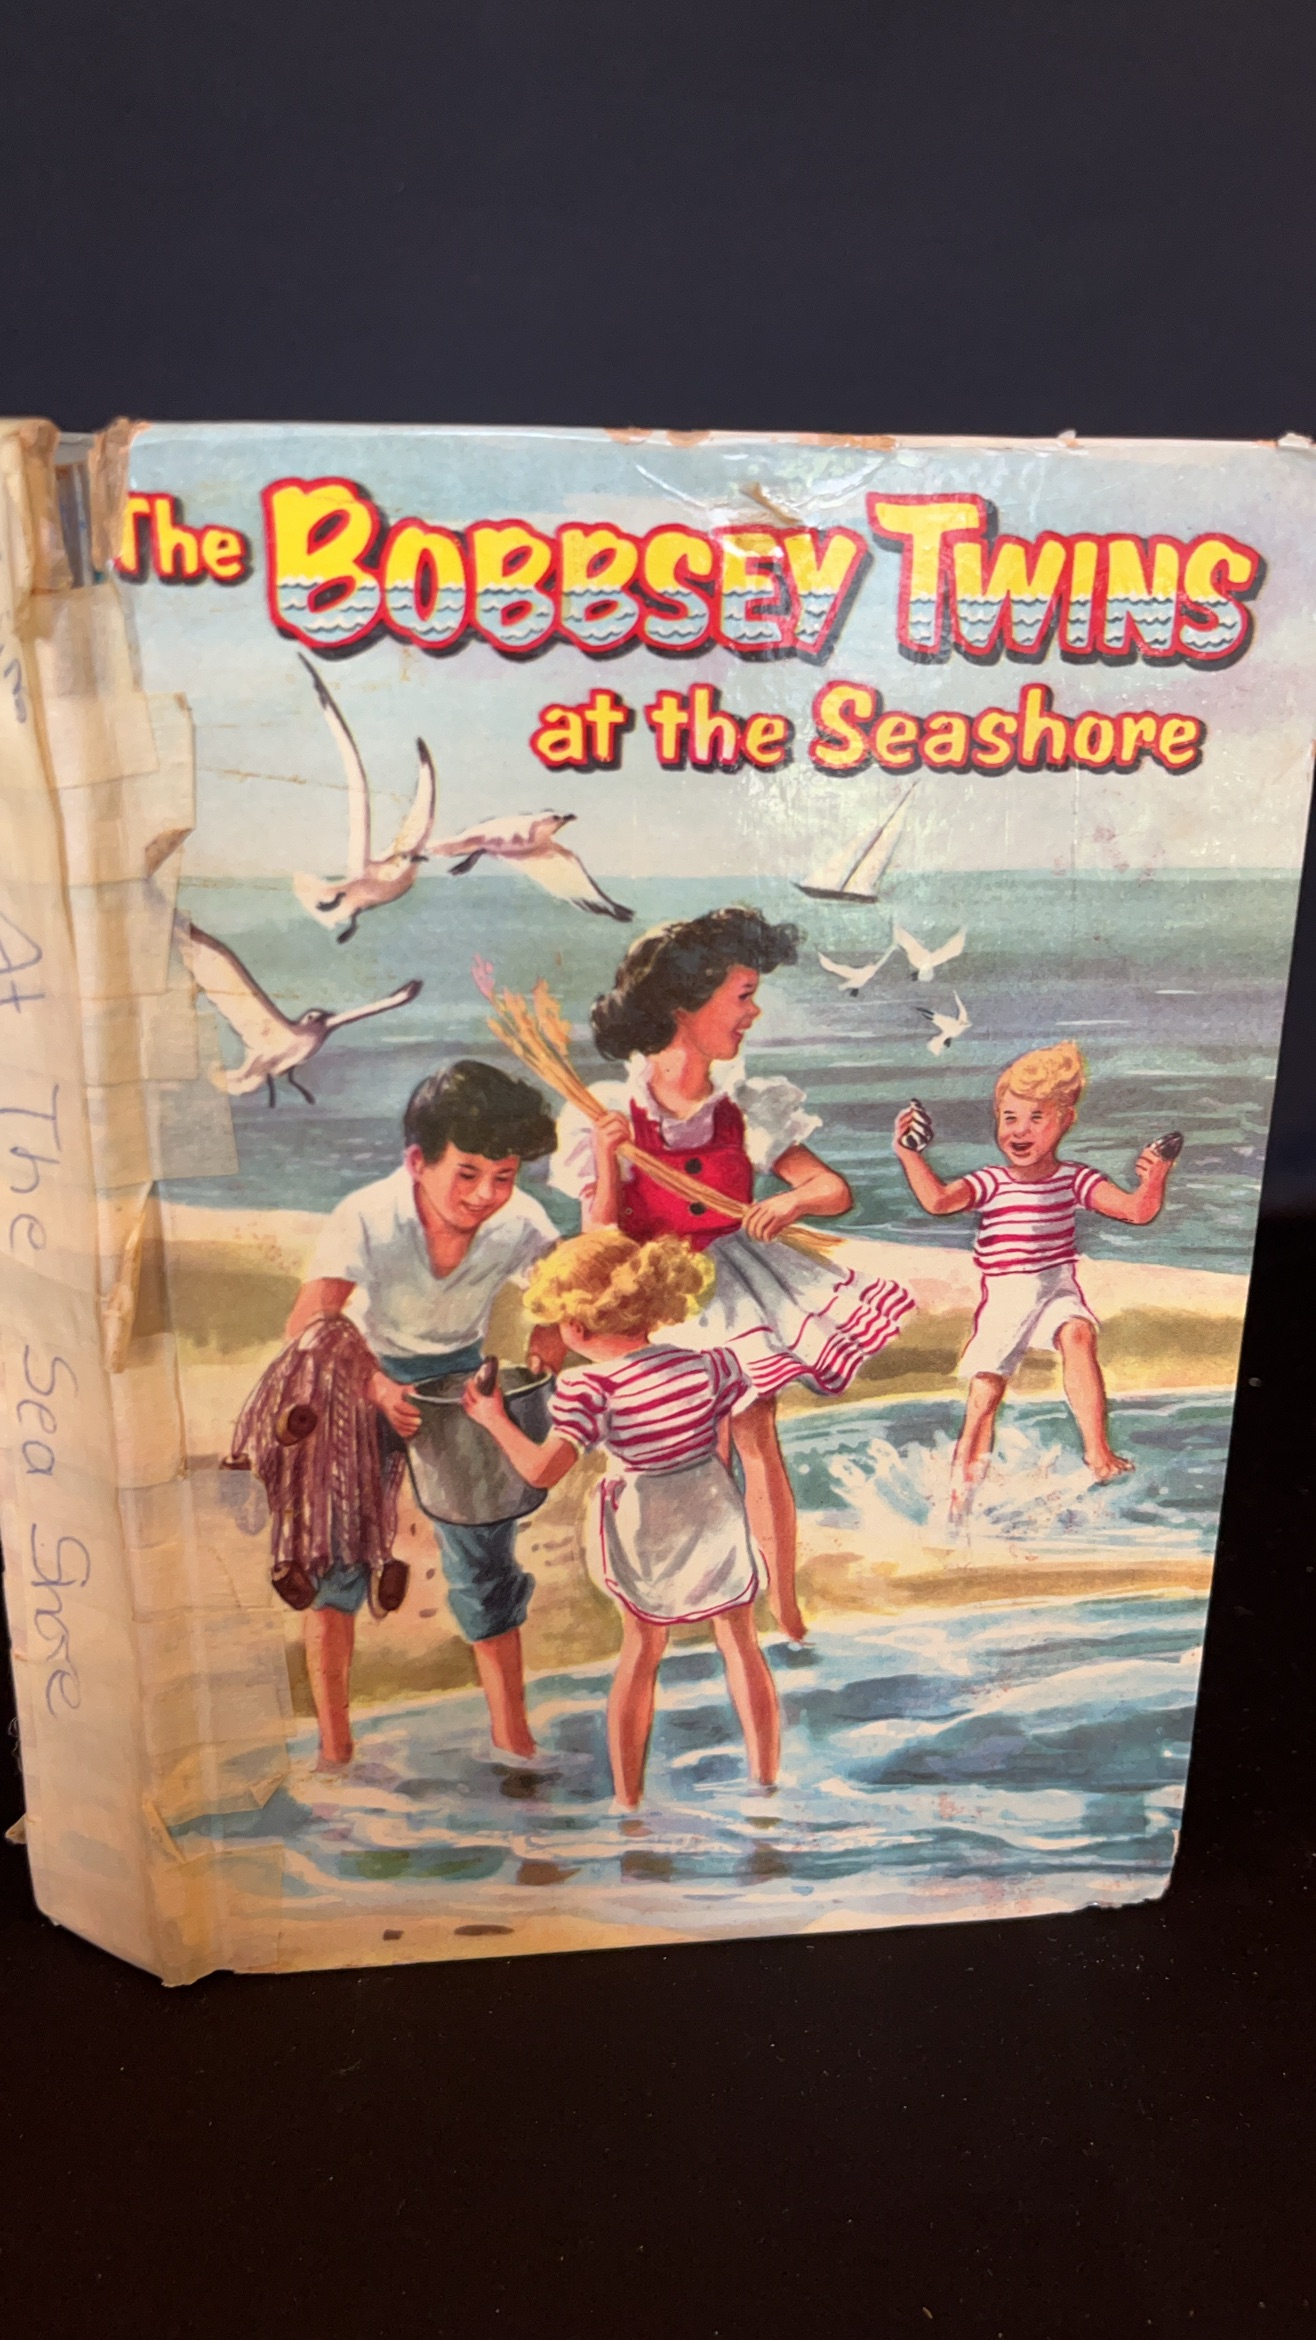 The BOBBSEY TWINS
at the Seashore
At The Sea Shore